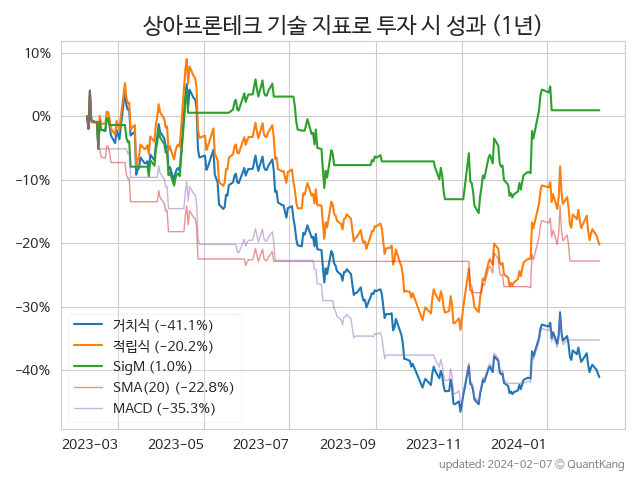 상아프론테크 기술 지표로 투자 시 성과 (1년)
10%
0%
−10%
−20%
−30%
−40%
거치식 (−41.1%)
적립식 (−20.2%)
SigM (1.0%)
SMA(20) (−22.8%)
MACD (−35.3%)
2023-03 2023-05 2023-07 2023-09 2023-11 2024-01
updated: 2024-02-07 © QuantKang